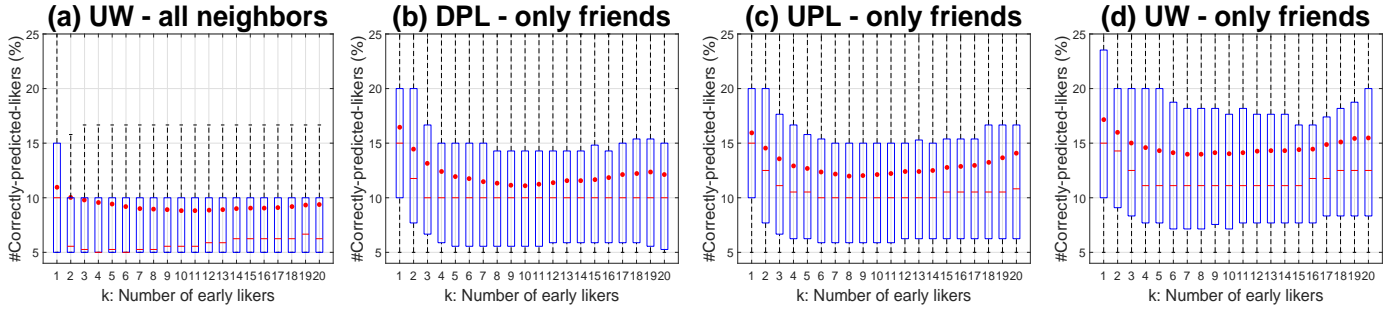 (a) UW - all neighbors
#Correctly-predicted-likers (%)
25
20
15
10
5
1 2 3 4 5 6 7 8 9 10 11 12 13 14 15 16 17 18 19 20
k: Number of early likers
(b) DPL - only friends
#Correctly-predicted-likers (%)
25
20
15
10
5
1 2 3 4 5 6 7 8 9 10 11 12 13 14 15 16 17 18 19 20
k: Number of early likers
(c) UPL - only friends
#Correctly-predicted-likers (%)
25
20
15
10
5
1 2 3 4 5 6 7 8 9 10 11 12 13 14 15 16 17 18 19 20
k: Number of early likers
(d) UW - only friends
#Correctly-predicted-likers (%)
25
20
15
10
5
1 2 3 4 5 6 7 8 9 10 11 12 13 14 15 16 17 18 19 20
k: Number of early likers